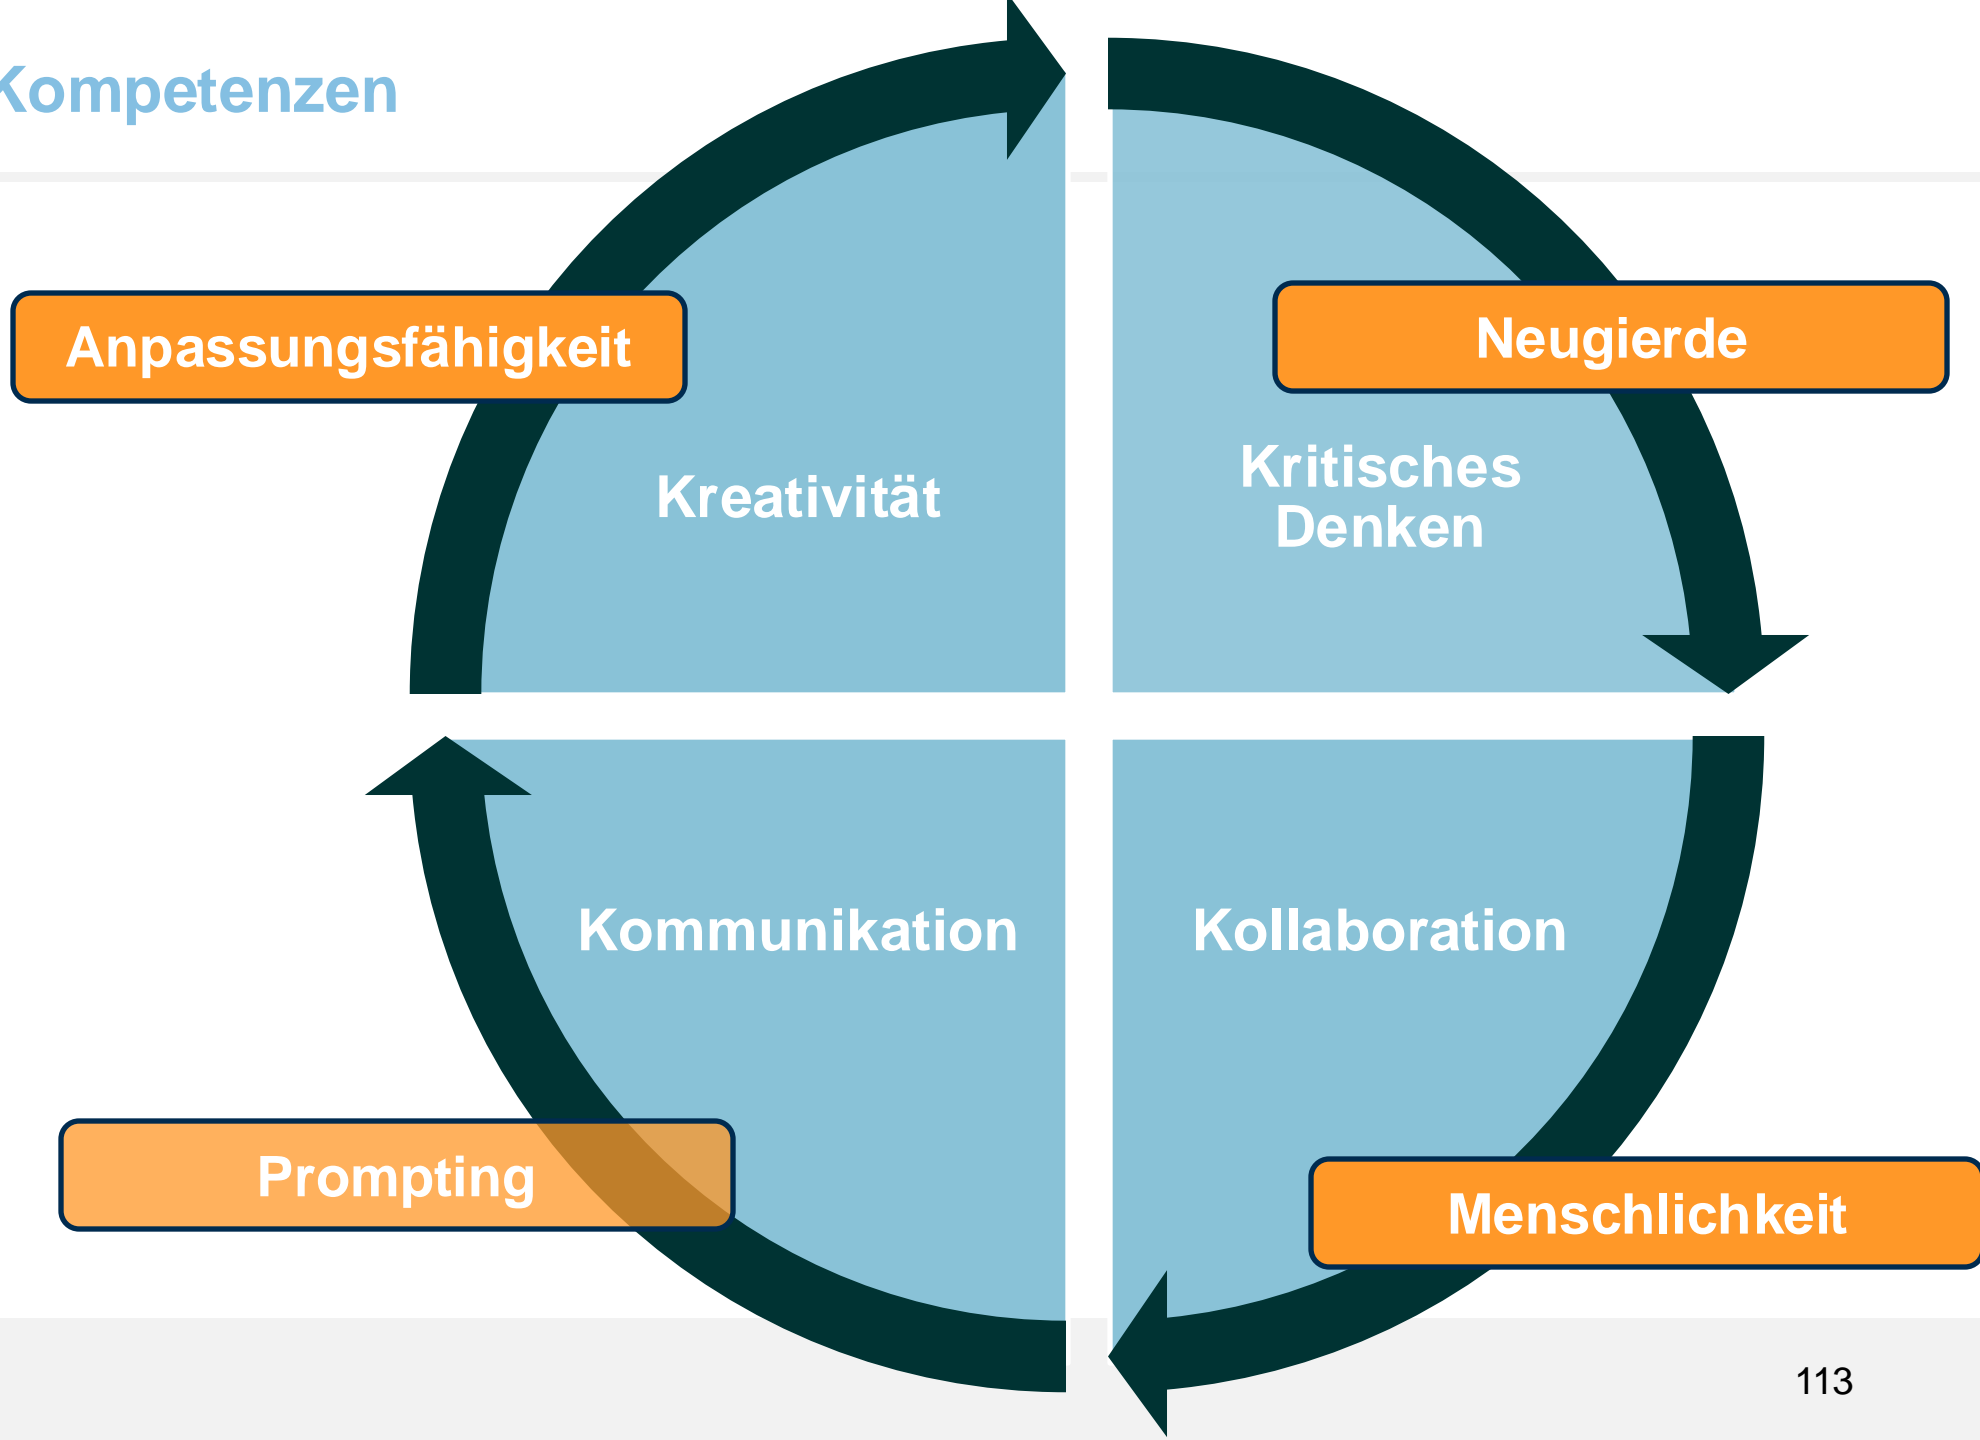 Kompetenzen
Anpassungsfähigkeit
Neugierde
Kreativität
Kritisches
Denken
Kommunikation
Kollaboration
Prompting
Menschlichkeit
113